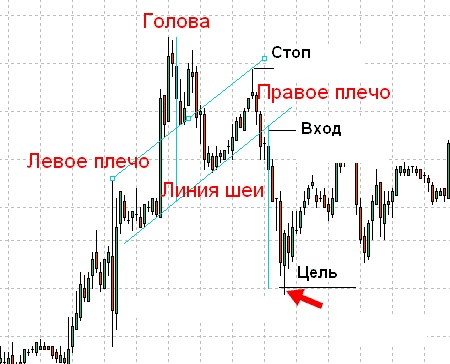 Голова
Стоп
Правое плечо
Вход
Левое плечо
Линия шеи
Цель